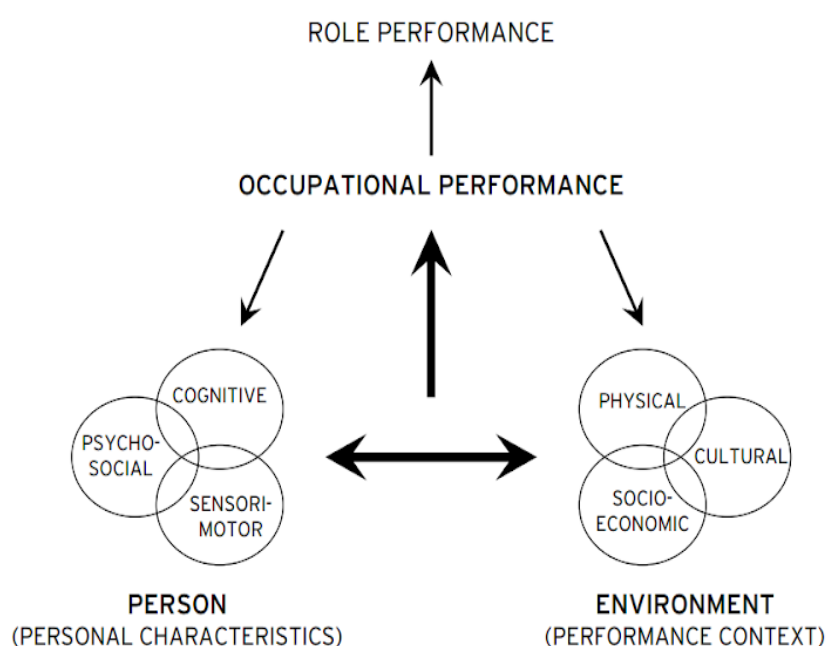 ROLE PERFORMANCE
OCCUPATIONAL PERFORMANCE
COGNITIVE
PSYCHO-
SOCIAL
SENSORI-
MOTOR
PERSON
(PERSONAL CHARACTERISTICS)
PHYSICAL
CULTURAL
SOCIO-
ECONOMIC
ENVIRONMENT
(PERFORMANCE CONTEXT)